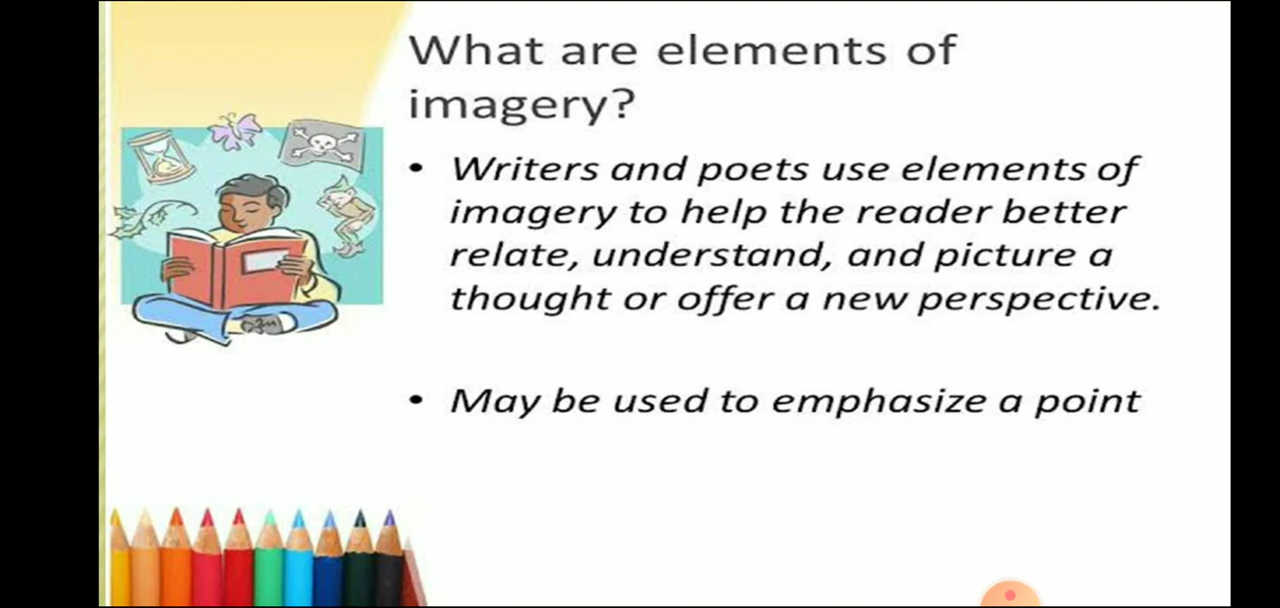 What are elements of
imagery?
• Writers and poets use elements of
imagery to help the reader better
relate, understand, and picture a
thought or offer a new perspective.
• May be used to emphasize a point